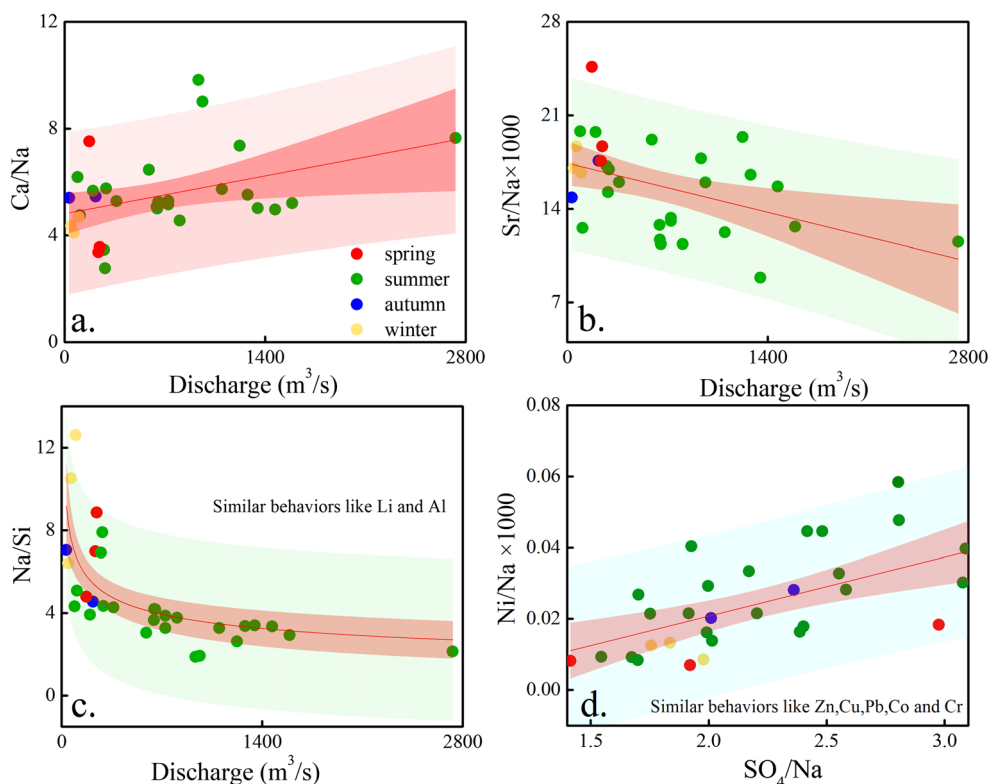 12
8
4
0
Ca/Na
a.
spring
summer
autumn
winter
0
1400
2800
Discharge (m³/s)
28
21
14
7
Sr/Na×1000
b.
0
1400
2800
Discharge (m³/s)
12
8
4
0
Na/Si
Similar behaviors like Li and Al
c.
0
1400
2800
Discharge (m³/s)
0.08
0.06
0.04
0.02
0.00
Ni/Na ×1000
d.
Similar behaviors like Zn,Cu,Pb,Co and Cr
1.5
2.0
2.5
3.0
SO₄/Na